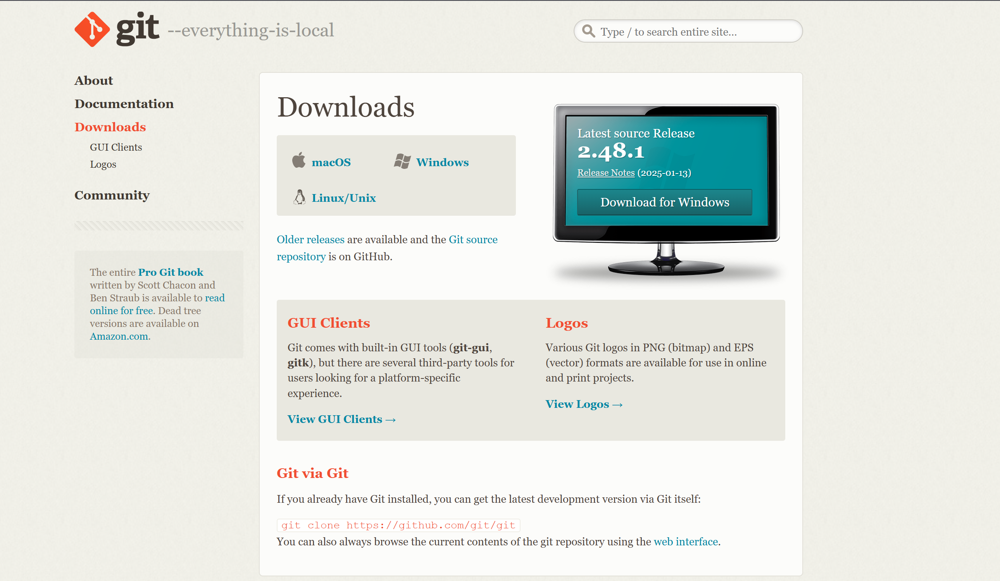 git --everything-is-local
Type / to search entire site...
About
Documentation
Downloads
GUI Clients
Logos
Community
The entire Pro Git book
written by Scott Chacon and
Ben Straub is available to read
online for free. Dead tree
versions are available on
Amazon.com.
Downloads
macOS
Windows
Linux/Unix
Older releases are available and the Git source
repository is on GitHub.
Latest source Release
2.48.1
Release Notes (2025-01-13)
Download for Windows
GUI Clients
Git comes with built-in GUI tools (git-gui,
gitk), but there are several third-party tools for
users looking for a platform-specific
experience.
View GUI Clients →
Logos
Various Git logos in PNG (bitmap) and EPS
(vector) formats are available for use in online
and print projects.
View Logos →
Git via Git
If you already have Git installed, you can get the latest development version via Git itself:
git clone https://github.com/git/git
You can also always browse the current contents of the git repository using the web interface.